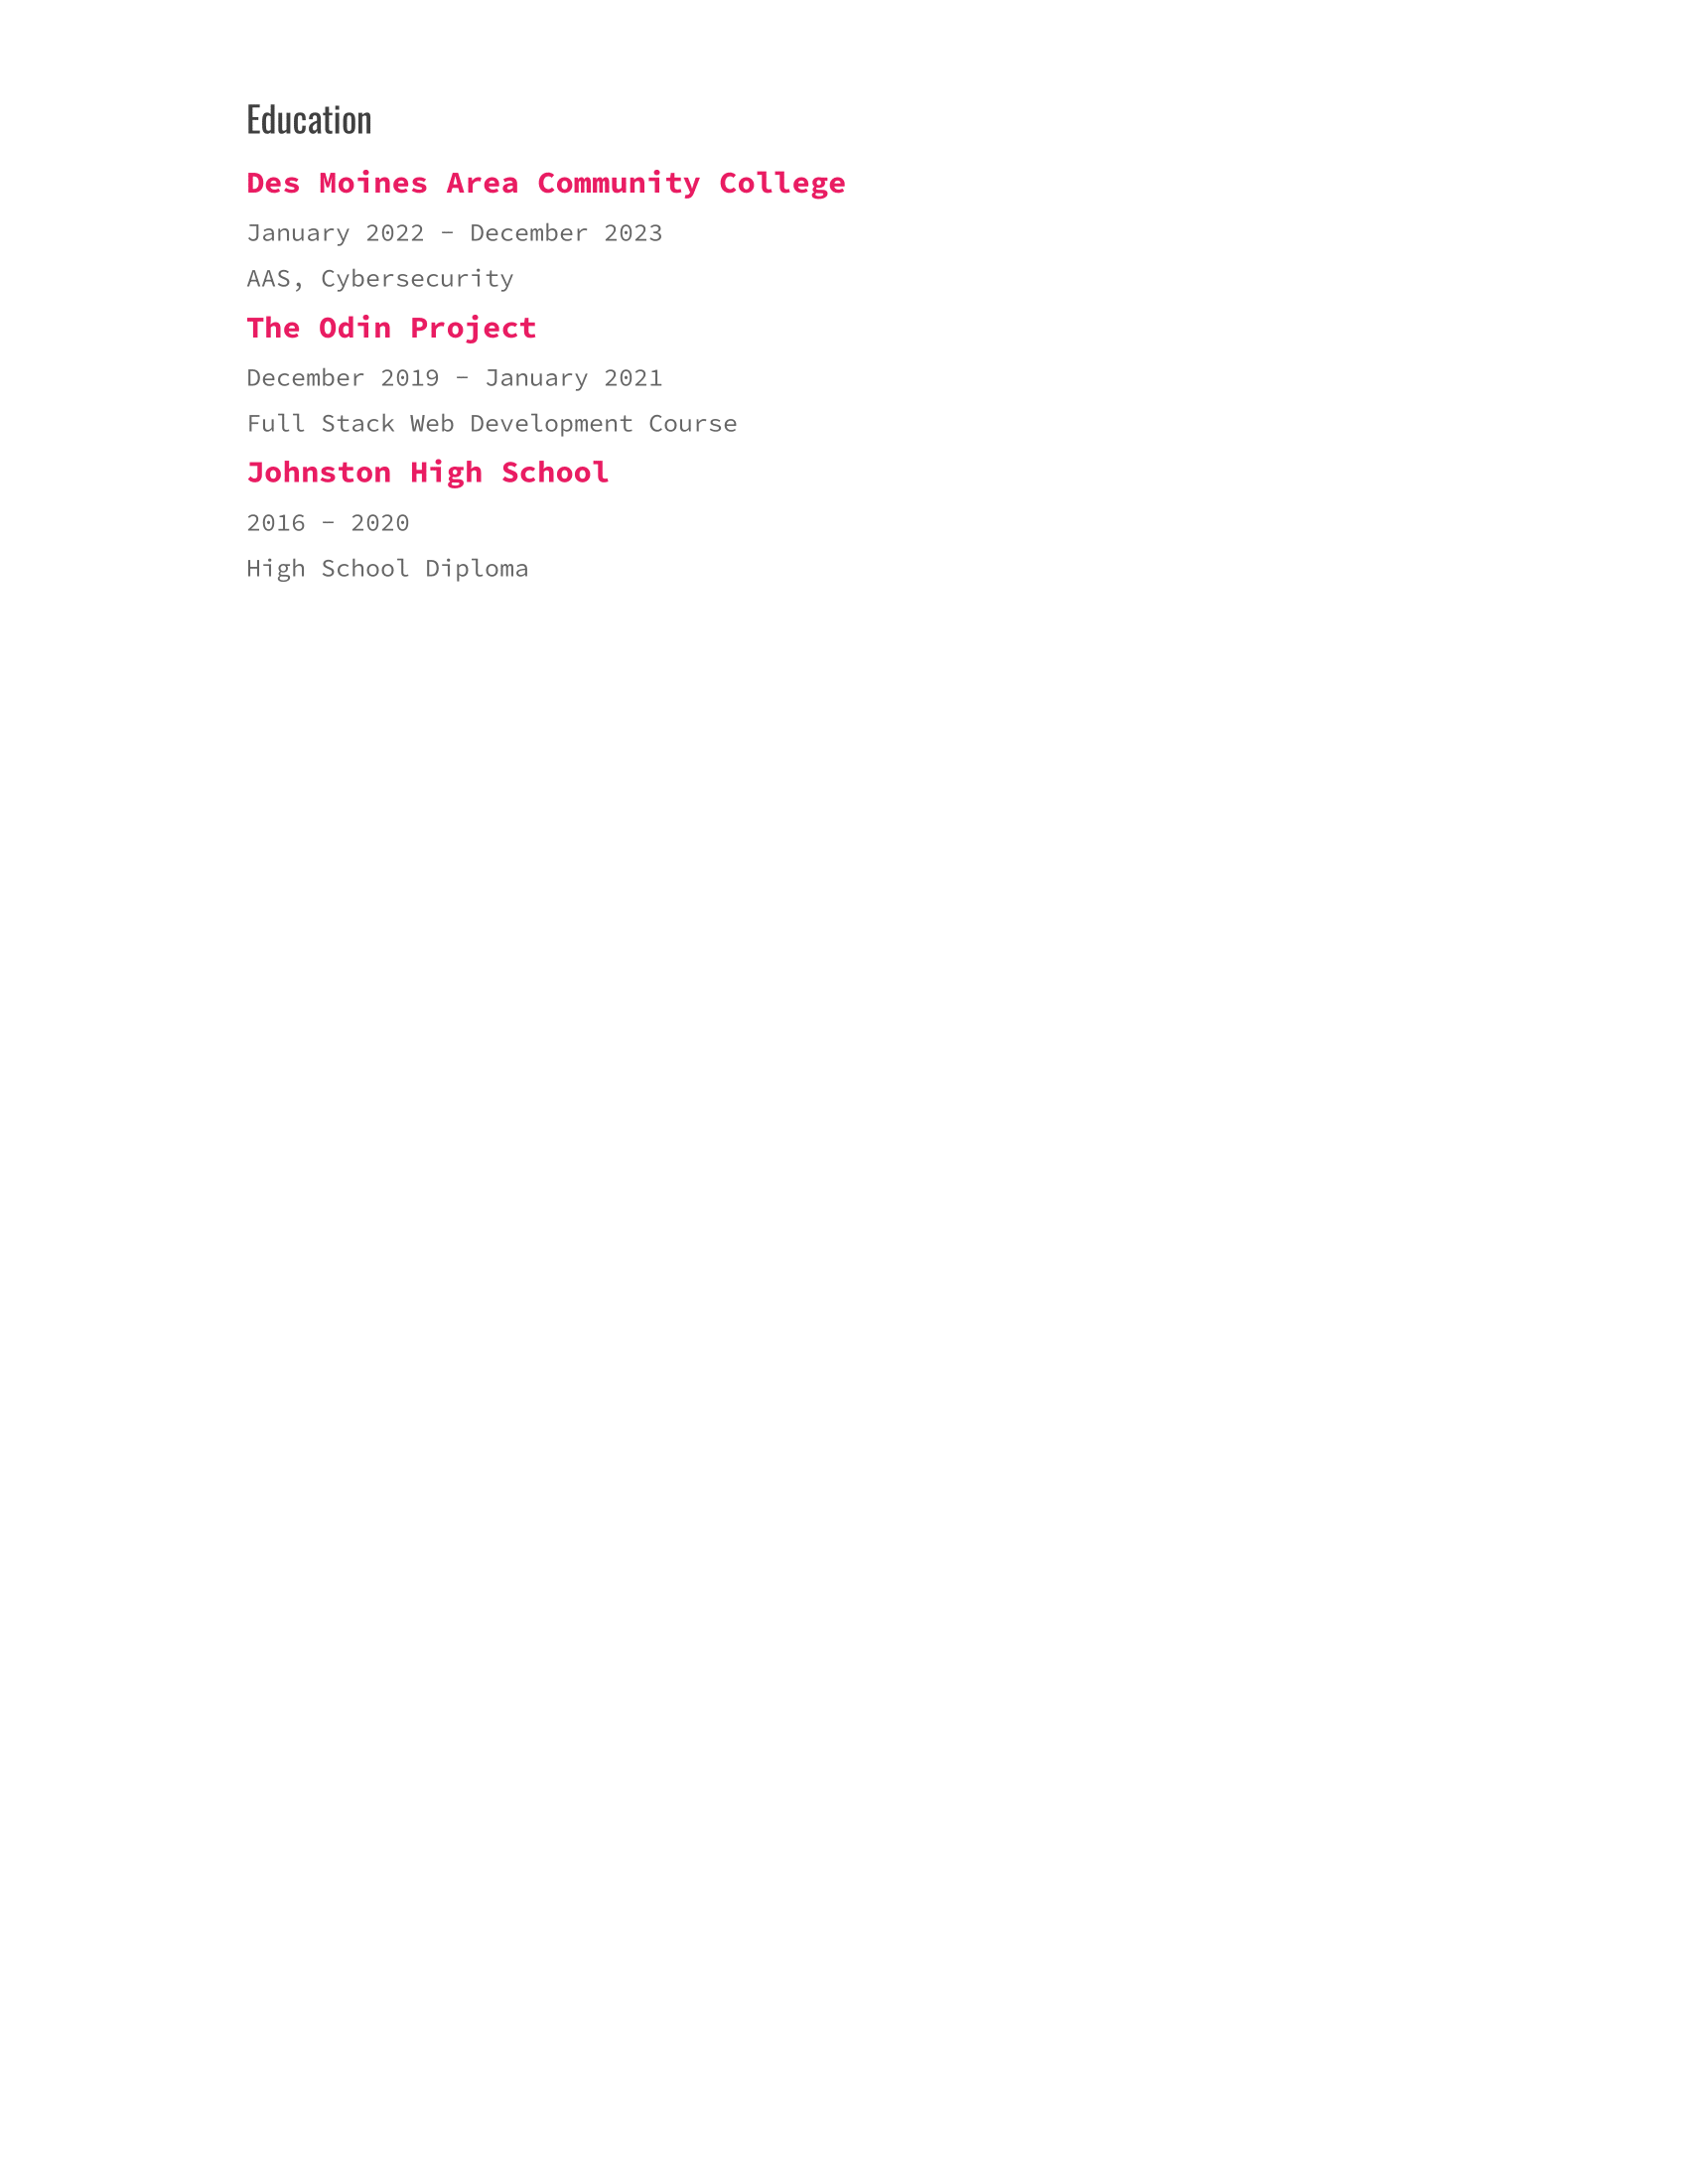 Education
Des Moines Area Community College
January 2022 - December 2023
AAS, Cybersecurity
The Odin Project
December 2019 - January 2021
Full Stack Web Development Course
Johnston High School
2016 - 2020
High School Diploma